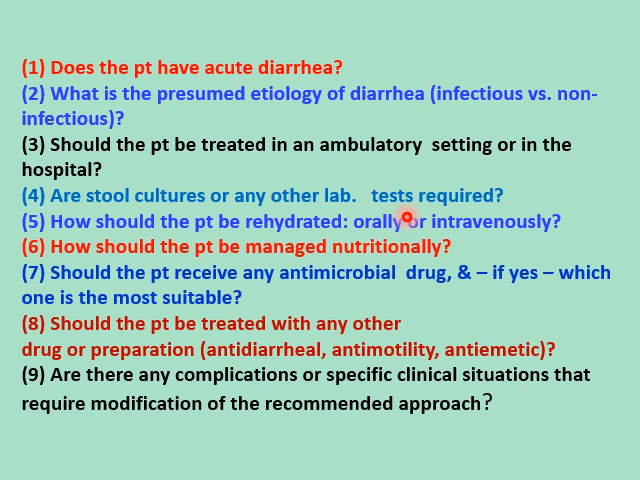 (1) Does the pt have acute diarrhea?
(2) What is the presumed etiology of diarrhea (infectious vs. non-
infectious)?
(3) Should the pt be treated in an ambulatory  setting or in the
hospital?
(4) Are stool cultures or any other lab.   tests required?
(5) How should the pt be rehydrated: orally or intravenously?
(6) How should the pt be managed nutritionally?
(7) Should the pt receive any antimicrobial  drug, & – if yes – which
one is the most suitable?
(8) Should the pt be treated with any other
drug or preparation (antidiarrheal, antimotility, antiemetic)?
(9) Are there any complications or specific clinical situations that
require modification of the recommended approach?